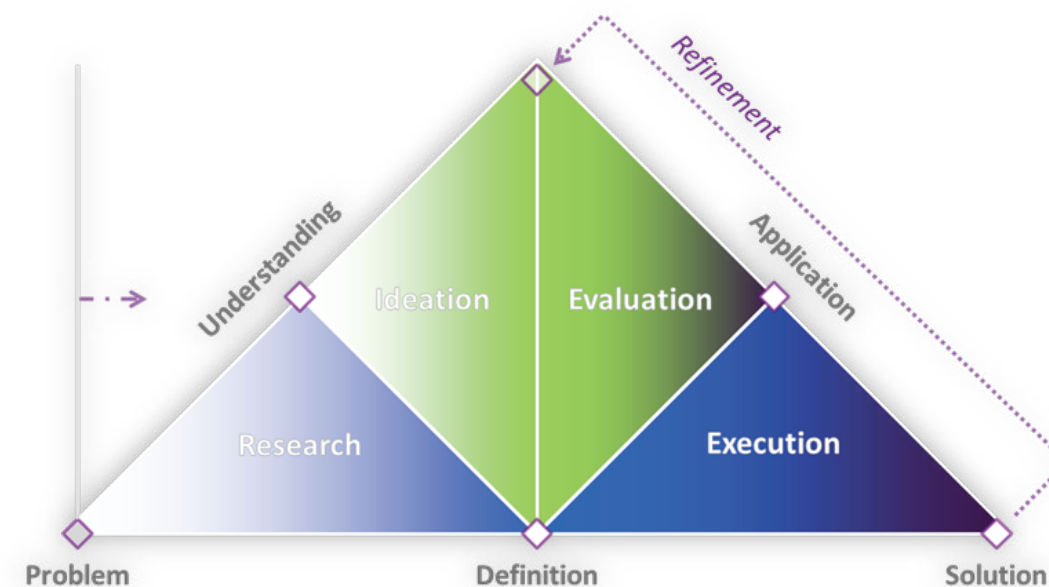 Refinement
Understanding
Application
Ideation
Evaluation
Research
Execution
Problem
Definition
Solution